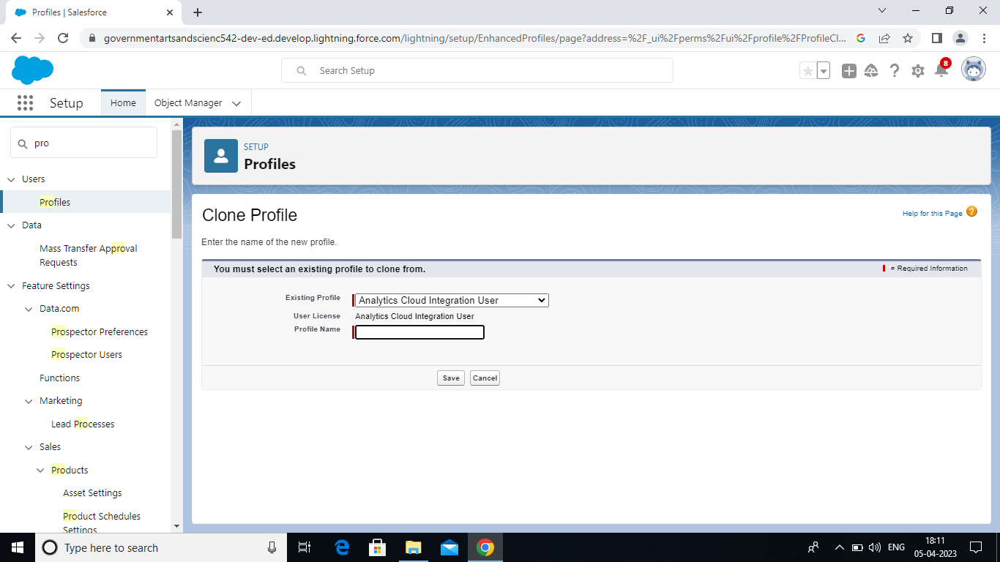 Profiles | Salesforce
governmentartsandscienc542-dev-ed.develop.lightning.force.com/lightning/setup/EnhancedProfiles/page?address=%2F_ui%2Fperms%2Fui%2Fprofile%2FProfileCl...
Search Setup
8
Setup
Home
Object Manager
pro
Users
Profiles
Data
Mass Transfer Approval
Requests
Feature Settings
Data.com
Prospector Preferences
Prospector Users
Functions
Marketing
Lead Processes
Sales
Products
Asset Settings
Product Schedules
Settings
SETUP
Profiles
Clone Profile
Help for this Page ?
Enter the name of the new profile.
You must select an existing profile to clone from.
= Required Information
Existing Profile Analytics Cloud Integration User
User License Analytics Cloud Integration User
Profile Name
Save Cancel
Type here to search
ENG
18:11
05-04-2023